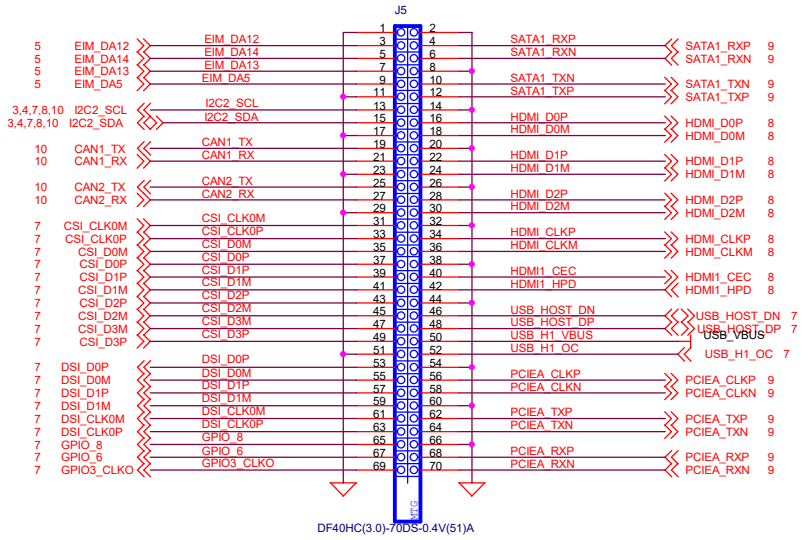 J5
1 2
EIM_DA12 3 4 SATA1_RXP
5 EIM_DA12 SATA1_RXP 9
EIM_DA14 5 6 SATA1_RXN
5 EIM_DA14 SATA1_RXN 9
EIM_DA13 7 8
5 EIM_DA13
EIM_DA5 9 10 SATA1_TXN
5 EIM_DA5 SATA1_TXN 9
11 12 SATA1_TXP
SATA1_TXP 9
I2C2_SCL 13 14
3,4,7,8,10 I2C2_SCL
I2C2_SDA 15 16 HDMI_D0P
3,4,7,8,10 I2C2_SDA HDMI_D0P 8
17 18 HDMI_D0M
HDMI_D0M 8
CAN1_TX 19 20
10 CAN1_TX
CAN1_RX 21 22 HDMI_D1P
10 CAN1_RX HDMI_D1P 8
23 24 HDMI_D1M
HDMI_D1M 8
CAN2_TX 25 26
10 CAN2_TX
CAN2_RX 27 28 HDMI_D2P
10 CAN2_RX HDMI_D2P 8
29 30 HDMI_D2M
HDMI_D2M 8
CSI_CLK0M 31 32
7 CSI_CLK0M
CSI_CLK0P 33 34 HDMI_CLKP
7 CSI_CLK0P HDMI_CLKP 8
CSI_D0M 35 36 HDMI_CLKM
7 CSI_D0M HDMI_CLKM 8
CSI_D0P 37 38
7 CSI_D0P
CSI_D1P 39 40 HDMI1_CEC
7 CSI_D1P HDMI1_CEC 8
CSI_D1M 41 42 HDMI1_HPD
7 CSI_D1M HDMI1_HPD 8
CSI_D2P 43 44
7 CSI_D2P
CSI_D2M 45 46 USB_HOST_DN
7 CSI_D2M USB_HOST_DN 7
CSI_D3M 47 48 USB_HOST_DP
7 CSI_D3M USB_HOST_DP 7
CSI_D3P 49 50 USB_H1_VBUS
7 CSI_D3P USB_VBUS
51 52 USB_H1_OC
USB_H1_OC 7
DSI_D0P 53 54
7 DSI_D0P
DSI_D0M 55 56 PCIEA_CLKP
7 DSI_D0M PCIEA_CLKP 9
DSI_D1P 57 58 PCIEA_CLKN
7 DSI_D1P PCIEA_CLKN 9
DSI_D1M 59 60
7 DSI_D1M
DSI_CLK0M 61 62 PCIEA_TXP
7 DSI_CLK0M PCIEA_TXP 9
DSI_CLK0P 63 64 PCIEA_TXN
7 DSI_CLK0P PCIEA_TXN 9
GPIO_8 65 66
7 GPIO_8
GPIO_6 67 68 PCIEA_RXP
7 GPIO_6 PCIEA_RXP 9
GPIO3_CLKO 69 70 PCIEA_RXN
7 GPIO3_CLKO PCIEA_RXN 9
MTG
DF40HC(3.0)-70DS-0.4V(51)A